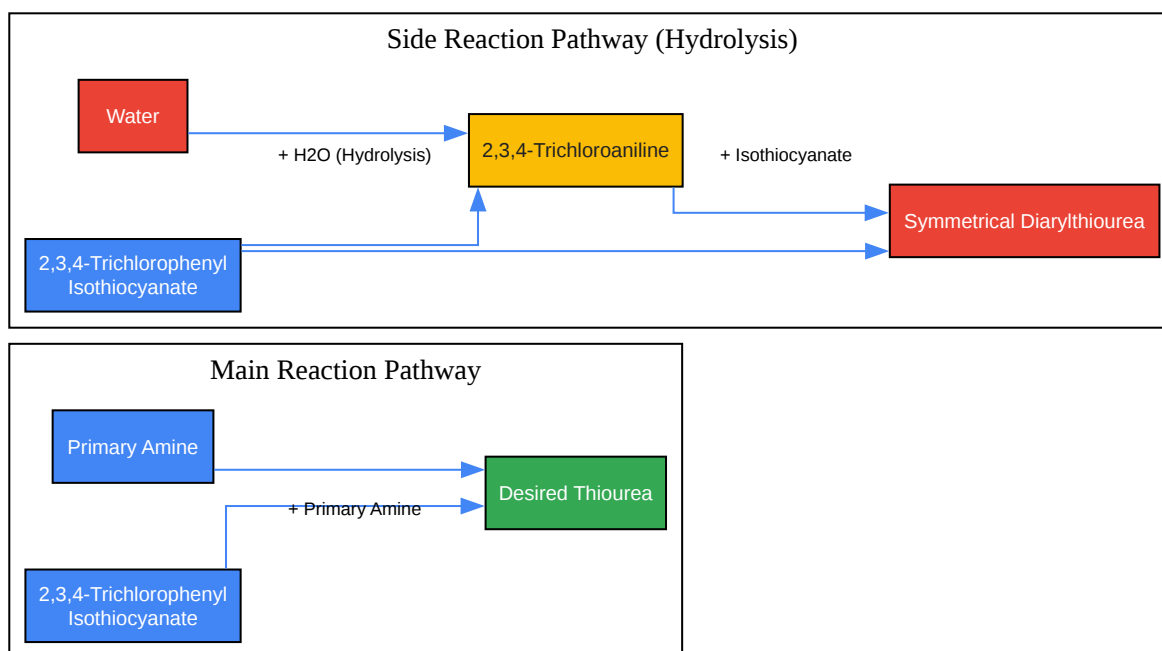 Side Reaction Pathway (Hydrolysis)
Water
+ H2O (Hydrolysis)
2,3,4-Trichloroaniline
+ Isothiocyanate
Symmetrical Diarylthiourea
2,3,4-Trichlorophenyl
Isothiocyanate
Main Reaction Pathway
Primary Amine
+ Primary Amine
Desired Thiourea
2,3,4-Trichlorophenyl
Isothiocyanate